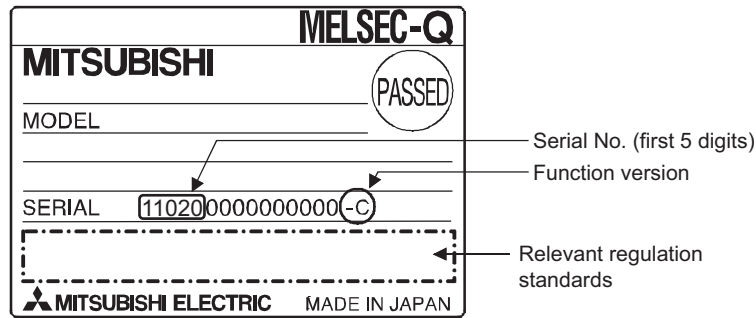 MELSEC-Q
MITSUBISHI
PASSED
MODEL
Serial No. (first 5 digits)
Function version
SERIAL 110200000000000-C
Relevant regulation
standards
MITSUBISHI ELECTRIC MADE IN JAPAN